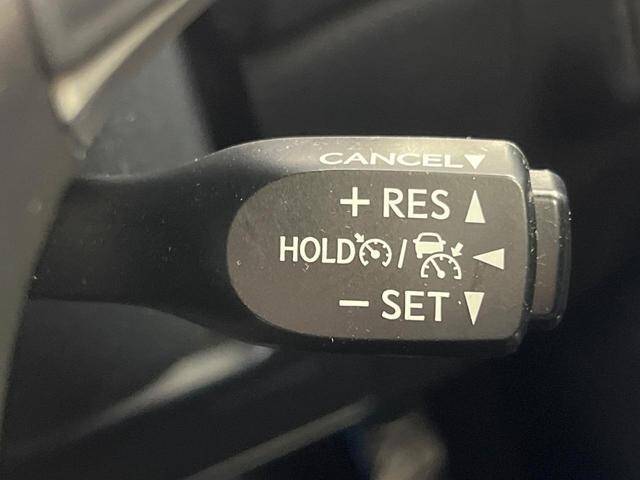 CANCEL▼
+ RES ▲
HOLD / ◀
− SET ▼